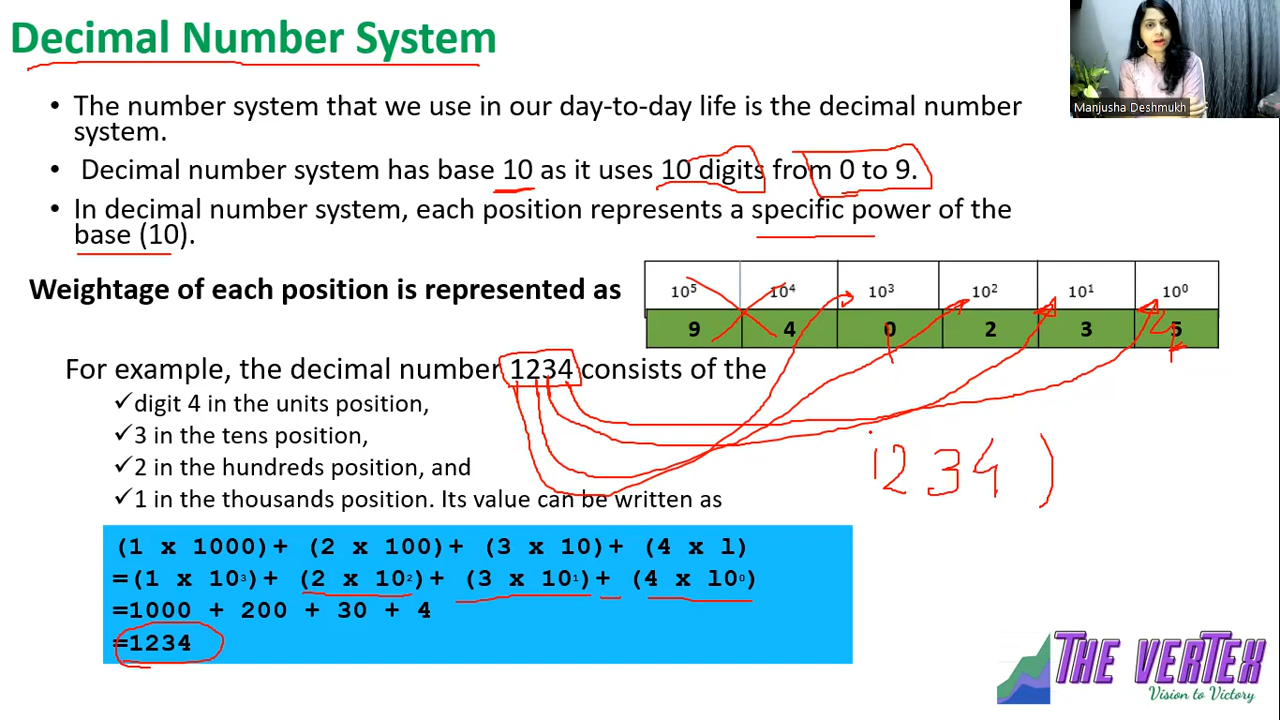 Decimal Number System
Manjusha Deshmukh
• The number system that we use in our day-to-day life is the decimal number
system.
• Decimal number system has base 10 as it uses 10 digits from 0 to 9.
• In decimal number system, each position represents a specific power of the
base (10).
Weightage of each position is represented as
10⁵ 10⁴ 10³ 10² 10¹ 10⁰
9 4 0 2 3 5
For example, the decimal number 1234 consists of the
✓digit 4 in the units position,
✓3 in the tens position,
✓2 in the hundreds position, and
✓1 in the thousands position. Its value can be written as
1234 )
(1 x 1000)+ (2 x 100)+ (3 x 10)+ (4 x l)
=(1 x 10³)+ (2 x 10²)+ (3 x 10¹)+ (4 x l0⁰)
=1000 + 200 + 30 + 4
=1234
THE VERTEX
Vision to Victory